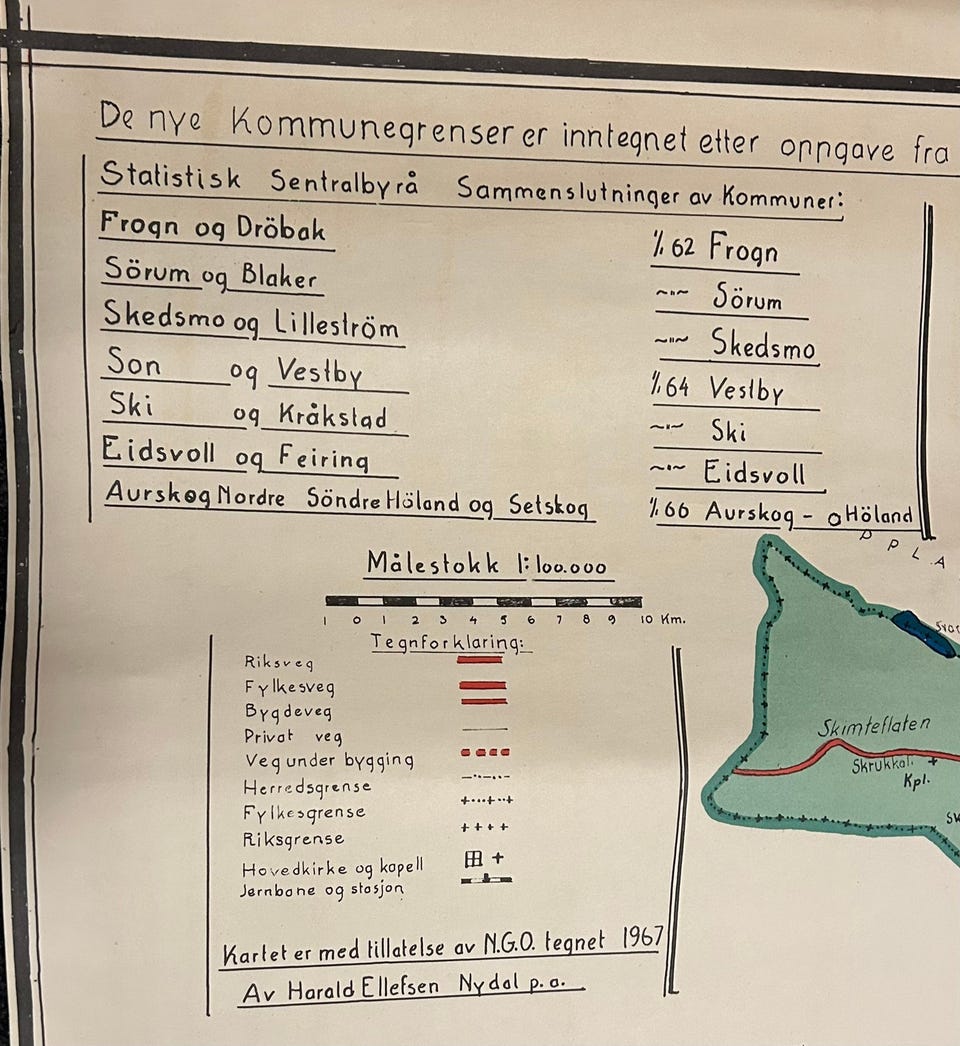 De nye Kommunegrenser er inntegnet etter oppgave fra
Statistisk Sentralbyrå Sammenslutninger av Kommuner:
Frogn og Dröbak 1/1.62 Frogn
Sörum og Blaker ~"~ Sörum
Skedsmo og Lilleström ~"~ Skedsmo
Son og Vestby 1/1.64 Vestby
Ski og Kråkstad ~"~ Ski
Eidsvoll og Feiring ~"~ Eidsvoll
Aurskog Nordre Söndre Höland og Setskog 1/1.66 Aurskog - Höland
P P L A
Målestokk 1:100.000
1 0 1 2 3 4 5 6 7 8 9 10 Km.
Tegnforklaring:
Riksveg
Fylkesveg
Bygdeveg
Privat veg
Veg under bygging
Herredsgrense
Fylkesgrense
Riksgrense
Hovedkirke og kapell
Jernbane og stasjon
Kartet er med tillatelse av N.G.O. tegnet 1967
Av Harald Ellefsen Nydal p.a.
Skimteflaten
Kpl.